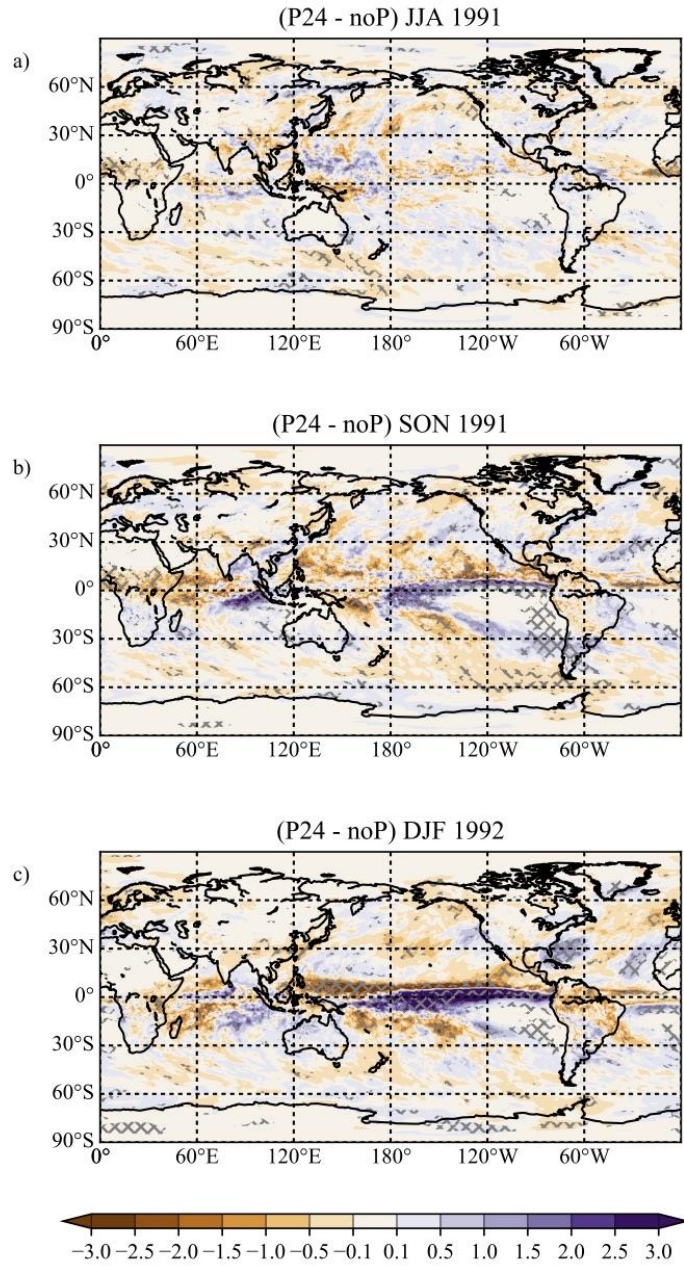 (P24 - noP) JJA 1991
a)
60°N
30°N
0°
30°S
60°S
90°S
0° 60°E 120°E 180° 120°W 60°W
(P24 - noP) SON 1991
b)
60°N
30°N
0°
30°S
60°S
90°S
0° 60°E 120°E 180° 120°W 60°W
(P24 - noP) DJF 1992
c)
60°N
30°N
0°
30°S
60°S
90°S
0° 60°E 120°E 180° 120°W 60°W
−3.0 −2.5 −2.0 −1.5 −1.0 −0.5 −0.1 0.1 0.5 1.0 1.5 2.0 2.5 3.0